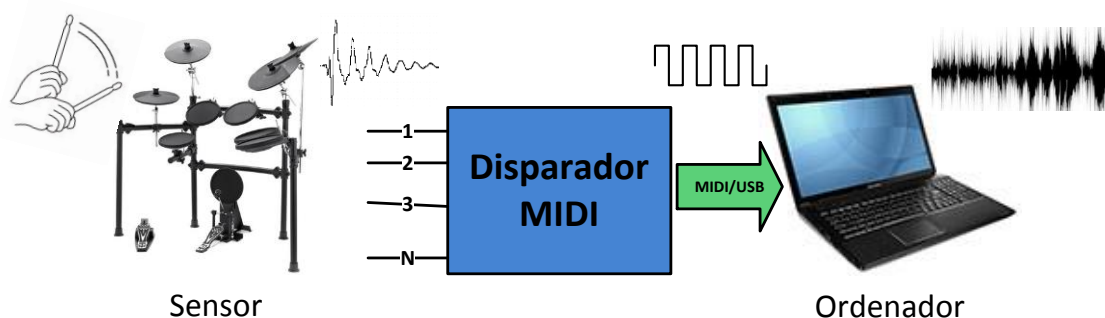 1
2
3
N
Disparador
MIDI
MIDI/USB
Sensor
Ordenador